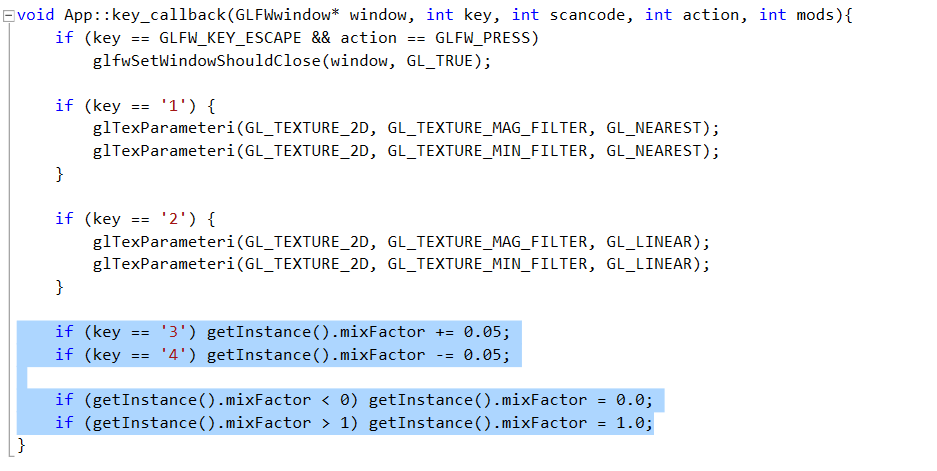 void App::key_callback(GLFWwindow* window, int key, int scancode, int action, int mods){
    if (key == GLFW_KEY_ESCAPE && action == GLFW_PRESS)
        glfwSetWindowShouldClose(window, GL_TRUE);

    if (key == '1') {
        glTexParameteri(GL_TEXTURE_2D, GL_TEXTURE_MAG_FILTER, GL_NEAREST);
        glTexParameteri(GL_TEXTURE_2D, GL_TEXTURE_MIN_FILTER, GL_NEAREST);
    }

    if (key == '2') {
        glTexParameteri(GL_TEXTURE_2D, GL_TEXTURE_MAG_FILTER, GL_LINEAR);
        glTexParameteri(GL_TEXTURE_2D, GL_TEXTURE_MIN_FILTER, GL_LINEAR);
    }

    if (key == '3') getInstance().mixFactor += 0.05;
    if (key == '4') getInstance().mixFactor -= 0.05;

    if (getInstance().mixFactor < 0) getInstance().mixFactor = 0.0;
    if (getInstance().mixFactor > 1) getInstance().mixFactor = 1.0;
}